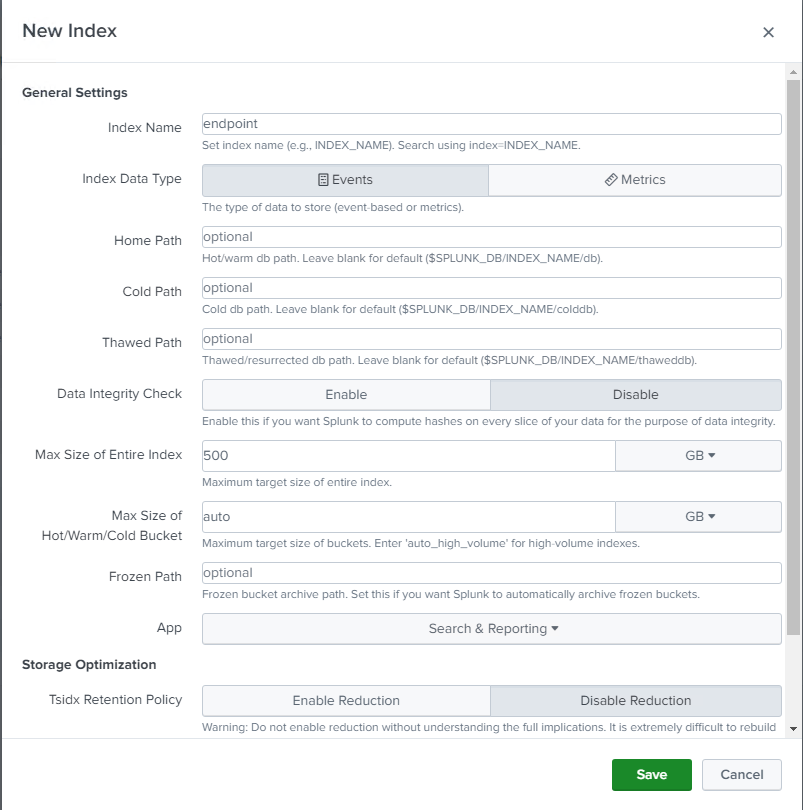 New Index
×
General Settings
Index Name
endpoint
Set index name (e.g., INDEX_NAME). Search using index=INDEX_NAME.
Index Data Type
Events
Metrics
The type of data to store (event-based or metrics).
Home Path
optional
Hot/warm db path. Leave blank for default ($SPLUNK_DB/INDEX_NAME/db).
Cold Path
optional
Cold db path. Leave blank for default ($SPLUNK_DB/INDEX_NAME/colddb).
Thawed Path
optional
Thawed/resurrected db path. Leave blank for default ($SPLUNK_DB/INDEX_NAME/thaweddb).
Data Integrity Check
Enable
Disable
Enable this if you want Splunk to compute hashes on every slice of your data for the purpose of data integrity.
Max Size of Entire Index
500
GB
Maximum target size of entire index.
Max Size of
Hot/Warm/Cold Bucket
auto
GB
Maximum target size of buckets. Enter 'auto_high_volume' for high-volume indexes.
Frozen Path
optional
Frozen bucket archive path. Set this if you want Splunk to automatically archive frozen buckets.
App
Search & Reporting
Storage Optimization
Tsidx Retention Policy
Enable Reduction
Disable Reduction
Warning: Do not enable reduction without understanding the full implications. It is extremely difficult to rebuild
Save
Cancel